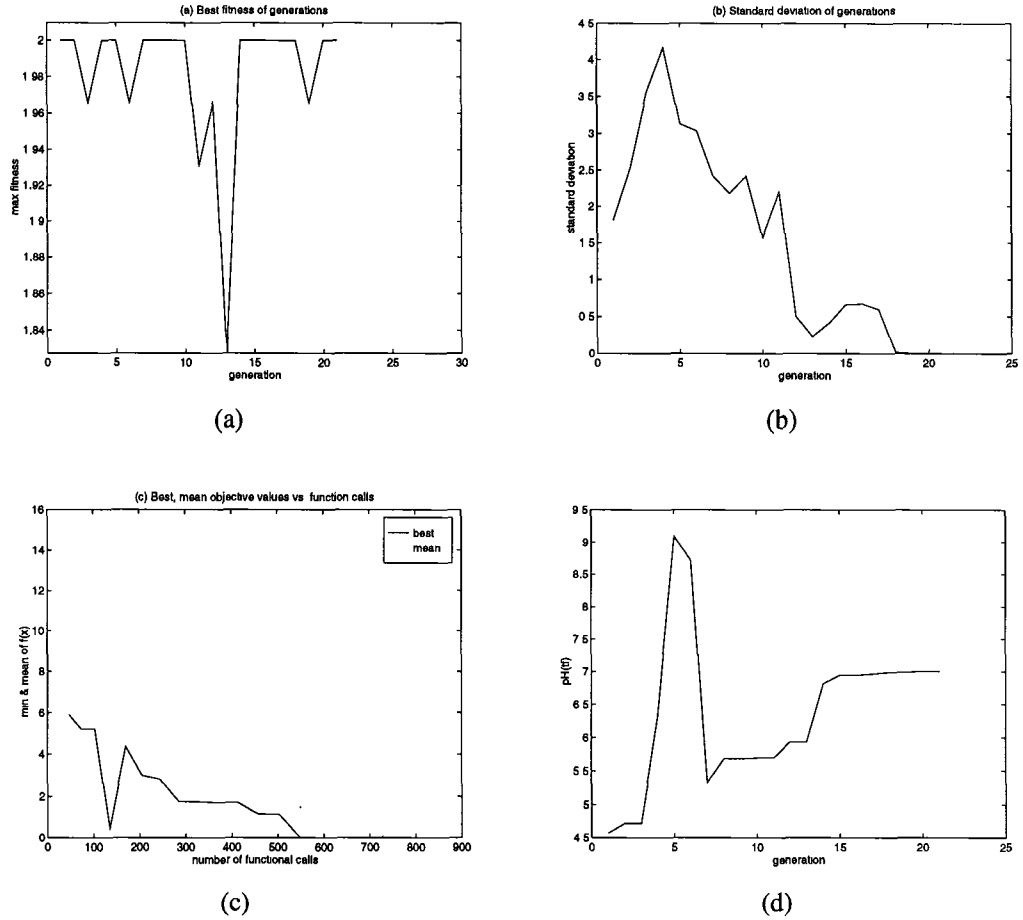 (a) Best fitness of generations
2
1 98
1 96
1 94
1 92
1 9
1 88
1 86
1 84
max fitness
0 5 10 15 20 25 30
generation
(a)
(b) Standard deviation of generations
4 5
4
3 5
3
2 5
2
1 5
1
0 5
0
standard deviation
0 5 10 15 20 25
generation
(b)
(c) Best, mean objective values vs function calls
best
mean
16
14
12
10
8
6
4
2
0
min & mean of f(x)
0 100 200 300 400 500 600 700 800 900
number of functional calls
(c)
9 5
9
8 5
8
7 5
7
6 5
6
5 5
5
4 5
pH(tf)
0 5 10 15 20 25
generation
(d)